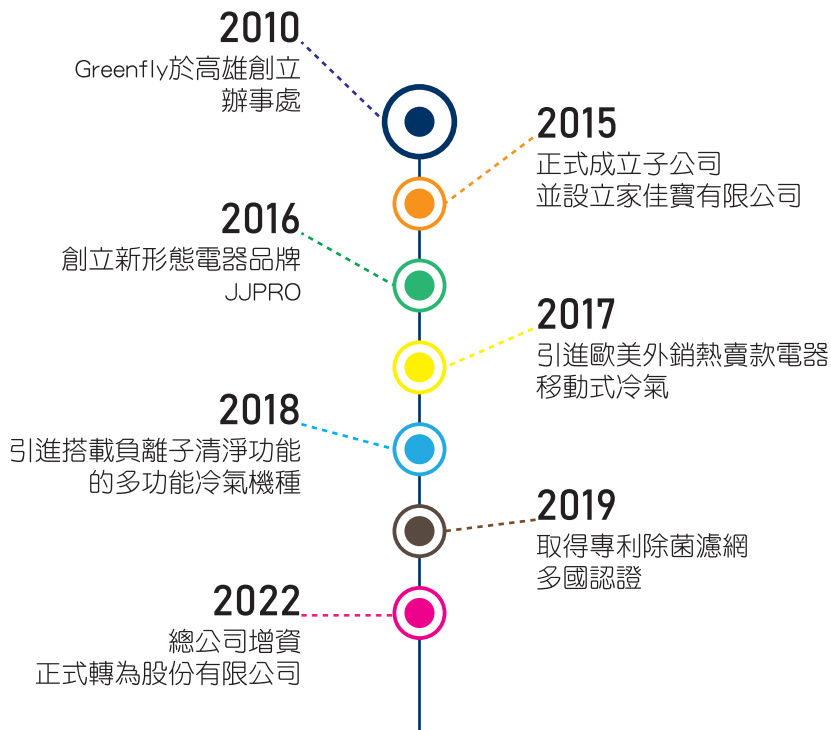 2010
Greenfly於高雄創立
辦事處
2015
正式成立子公司
並設立家佳寶有限公司
2016
創立新形態電器品牌
JJPRO
2017
引進歐美外銷熱賣款電器
移動式冷氣
2018
引進搭載負離子清淨功能
的多功能冷氣機種
2019
取得專利除菌濾網
多國認證
2022
總公司增資
正式轉為股份有限公司